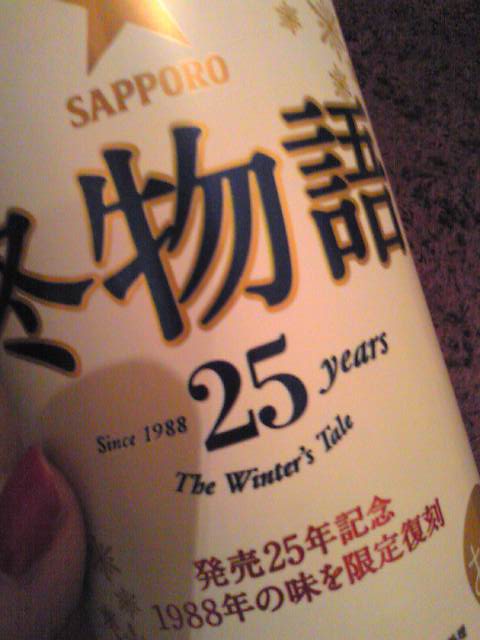 SAPPORO
冬物語
Since 1988 25 years
The Winter's Tale
発売25年記念
1988年の味を限定復刻